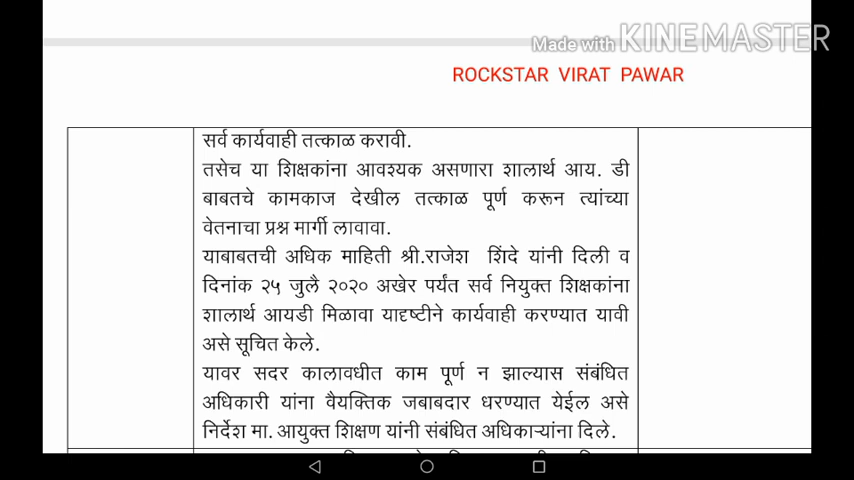 Made with KINEMASTER
ROCKSTAR VIRAT PAWAR
सर्व कार्यवाही तत्काळ करावी.
तसेच या शिक्षकांना आवश्यक असणारा शालार्थ आय. डी
बाबतचे कामकाज देखील तत्काळ पूर्ण करून त्यांच्या
वेतनाचा प्रश्न मार्गी लावावा.
याबाबतची अधिक माहिती श्री.राजेश शिंदे यांनी दिली व
दिनांक २५ जुलै २०२० अखेर पर्यंत सर्व नियुक्त शिक्षकांना
शालार्थ आयडी मिळावा यादृष्टीने कार्यवाही करण्यात यावी
असे सूचित केले.
यावर सदर कालावधीत काम पूर्ण न झाल्यास संबंधित
अधिकारी यांना वैयक्तिक जबाबदार धरण्यात येईल असे
निर्देश मा. आयुक्त शिक्षण यांनी संबंधित अधिकाऱ्यांना दिले.